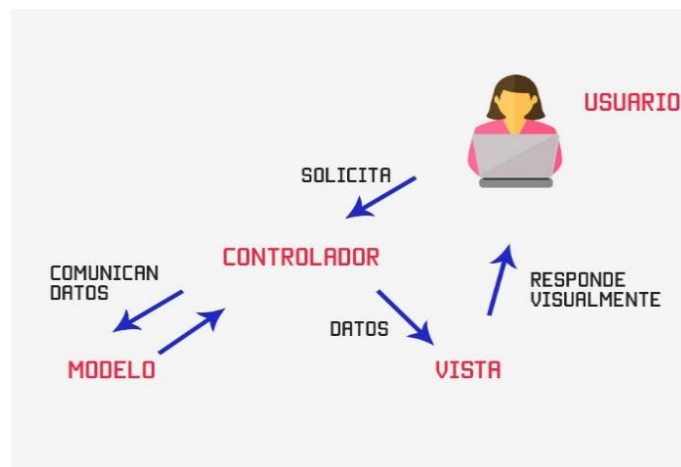 USUARIO
SOLICITA
CONTROLADOR
COMUNICAN
DATOS
RESPONDE
VISUALMENTE
DATOS
MODELO
VISTA